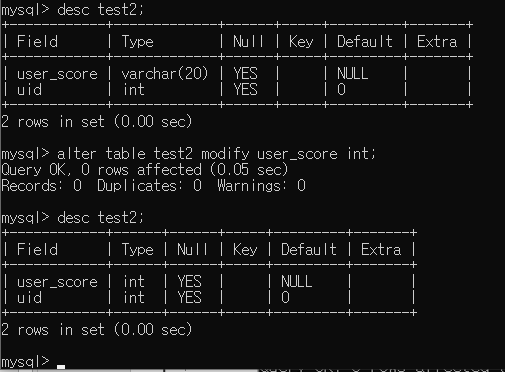 mysql> desc test2;
+------------+-------------+------+-----+---------+-------+
| Field      | Type        | Null | Key | Default | Extra |
+------------+-------------+------+-----+---------+-------+
| user_score | varchar(20) | YES  |     | NULL    |       |
| uid        | int         | YES  |     | 0       |       |
+------------+-------------+------+-----+---------+-------+
2 rows in set (0.00 sec)
mysql> alter table test2 modify user_score int;
Query OK, 0 rows affected (0.05 sec)
Records: 0  Duplicates: 0  Warnings: 0
mysql> desc test2;
+------------+------+------+-----+---------+-------+
| Field      | Type | Null | Key | Default | Extra |
+------------+------+------+-----+---------+-------+
| user_score | int  | YES  |     | NULL    |       |
| uid        | int  | YES  |     | 0       |       |
+------------+------+------+-----+---------+-------+
2 rows in set (0.00 sec)
mysql>